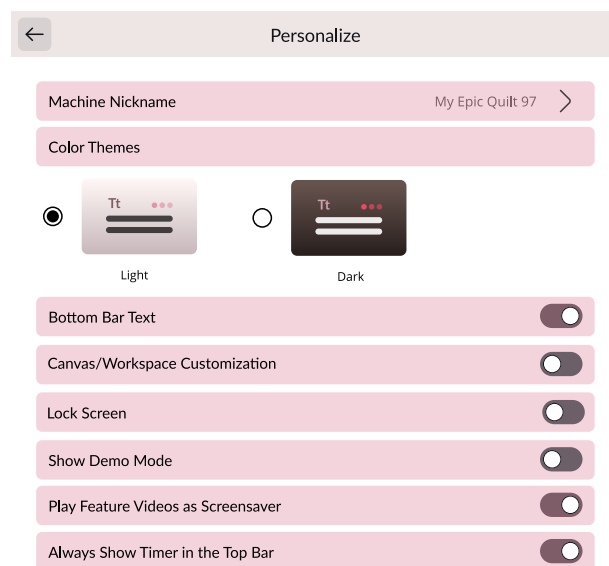 Personalize
Machine Nickname My Epic Quilt 97
Color Themes
Tt Tt
Light Dark
Bottom Bar Text
Canvas/Workspace Customization
Lock Screen
Show Demo Mode
Play Feature Videos as Screensaver
Always Show Timer in the Top Bar